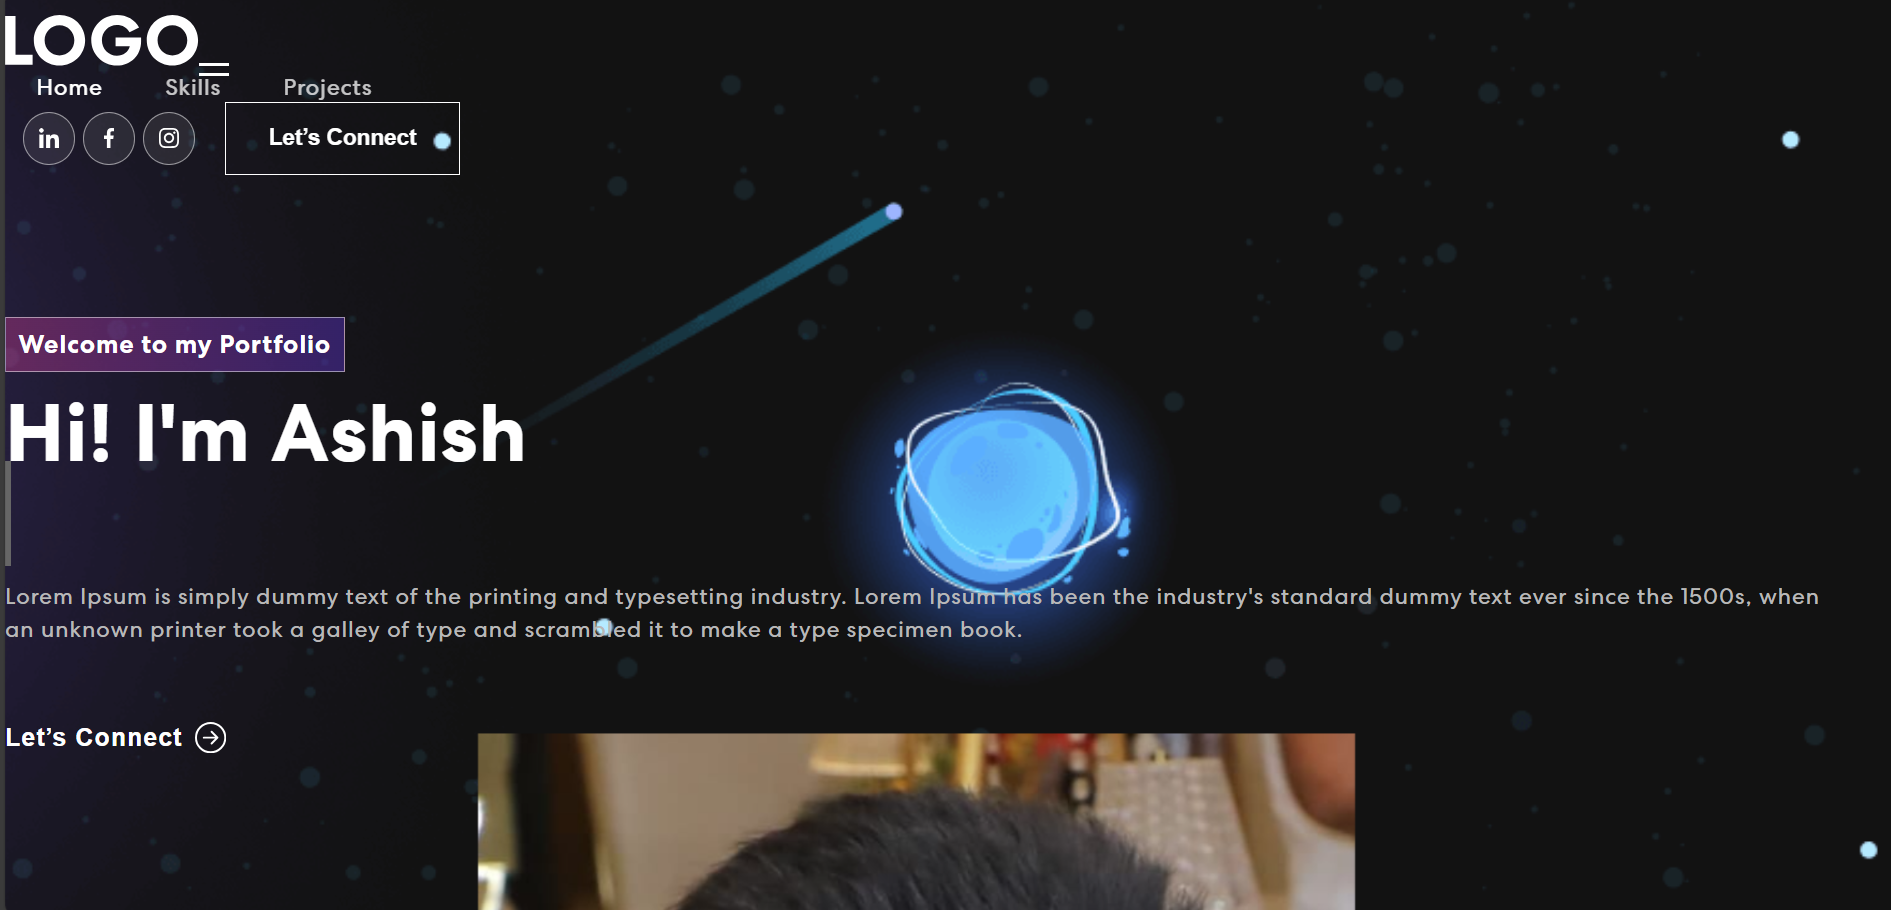 LOGO
Home Skills Projects
in f Let’s Connect
Welcome to my Portfolio
Hi! I'm Ashish
Lorem Ipsum is simply dummy text of the printing and typesetting industry. Lorem Ipsum has been the industry's standard dummy text ever since the 1500s, when
an unknown printer took a galley of type and scrambled it to make a type specimen book.
Let’s Connect